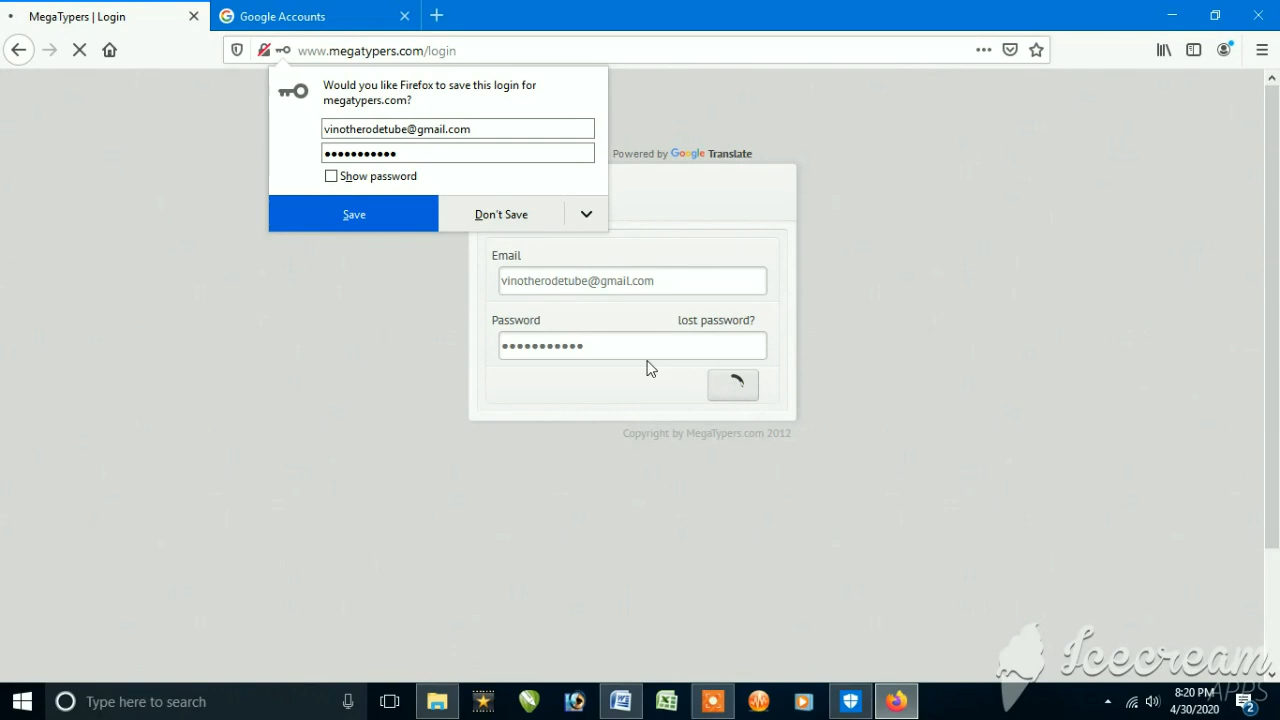 MegaTypers | Login
Google Accounts
www.megatypers.com/login
Would you like Firefox to save this login for
megatypers.com?
vinotherodetube@gmail.com
•••••••••••
Show password
Save
Don't Save
Powered by Google Translate
Email
vinotherodetube@gmail.com
Password
lost password?
•••••••••••
Copyright by MegaTypers.com 2012
Icecream
APPS
Type here to search
8:20 PM
4/30/2020
2